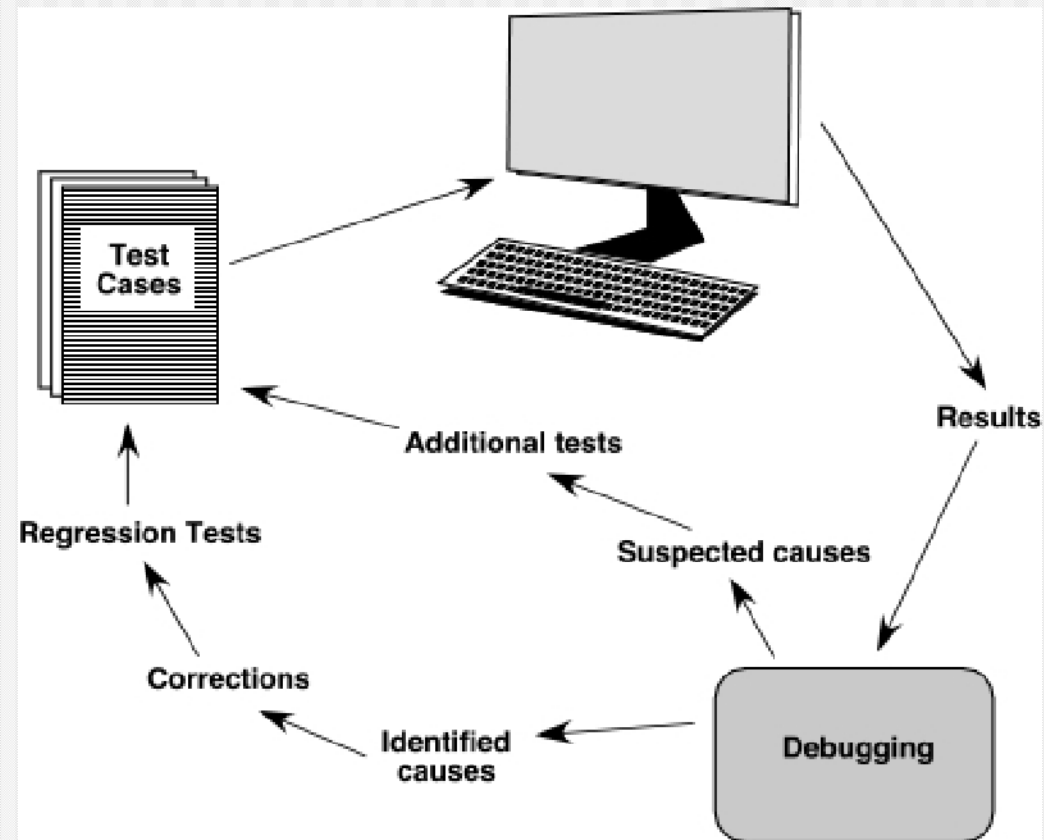 Test
Cases
Results
Additional tests
Regression Tests
Suspected causes
Corrections
Identified
causes
Debugging